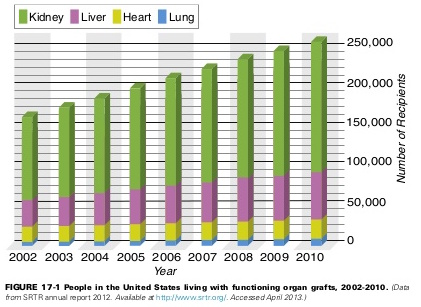 Kidney Liver Heart Lung
250,000
200,000
150,000
100,000
50,000
0
Number of Recipients
2002 2003 2004 2005 2006 2007 2008 2009 2010
Year
FIGURE 17-1 People in the United States living with functioning organ grafts, 2002-2010. (Data
from SRTR annual report 2012. Available at http://www.srtr.org/. Accessed April 2013.)